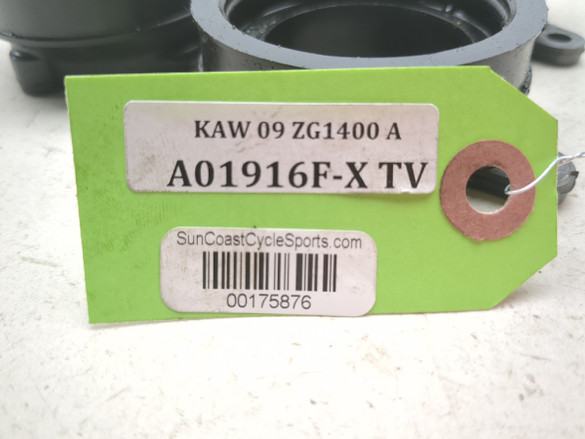 KAW 09 ZG1400 A
A01916F-X TV
SunCoastCycleSports.com
00175876